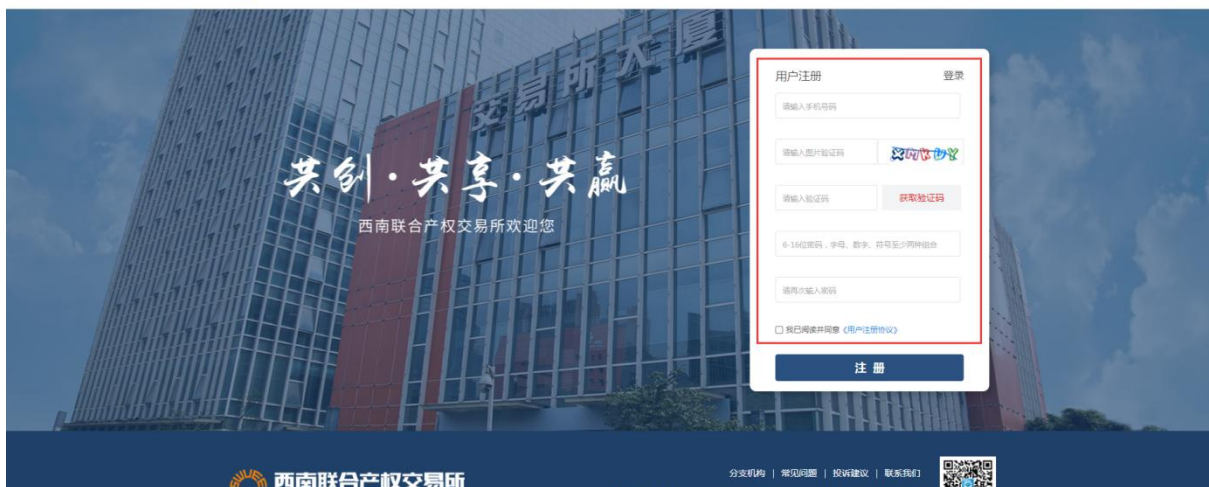 交易所大厦
共创·共享·共赢
西南联合产权交易所欢迎您
用户注册
登录
请输入手机号码
请输入图片验证码
XMKDY
请输入验证码
获取验证码
6-16位密码，字母、数字、符号至少两种组合
请再次输入密码
我已阅读并同意《用户注册协议》
注 册
西南联合产权交易所
分支机构 | 常见问题 | 投诉建议 | 联系我们